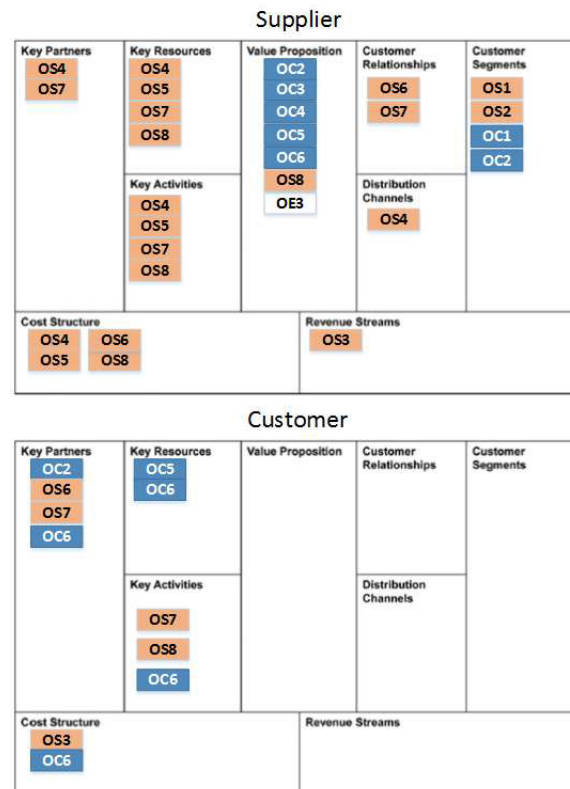 Supplier
Key Partners
OS4
OS7
Key Resources
OS4
OS5
OS7
OS8
Key Activities
OS4
OS5
OS7
OS8
Value Proposition
OC2
OC3
OC4
OC5
OC6
OS8
OE3
Customer
Relationships
OS6
OS7
Distribution
Channels
OS4
Customer
Segments
OS1
OS2
OC1
OC2
Cost Structure
OS4 OS6
OS5 OS8
Revenue Streams
OS3
Customer
Key Partners
OC2
OS6
OS7
OC6
Key Resources
OC5
OC6
Key Activities
OS7
OS8
OC6
Value Proposition
Customer
Relationships
Distribution
Channels
Customer
Segments
Cost Structure
OS3
OC6
Revenue Streams